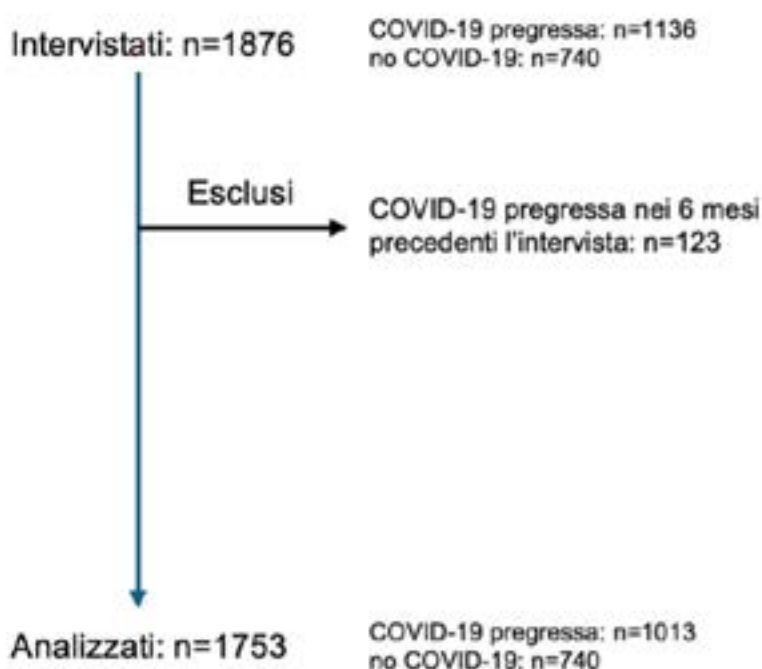 Intervistati: n=1876
COVID-19 pregressa: n=1136
no COVID-19: n=740
Esclusi
COVID-19 pregressa nei 6 mesi
precedenti l'intervista: n=123
Analizzati: n=1753
COVID-19 pregressa: n=1013
no COVID-19: n=740